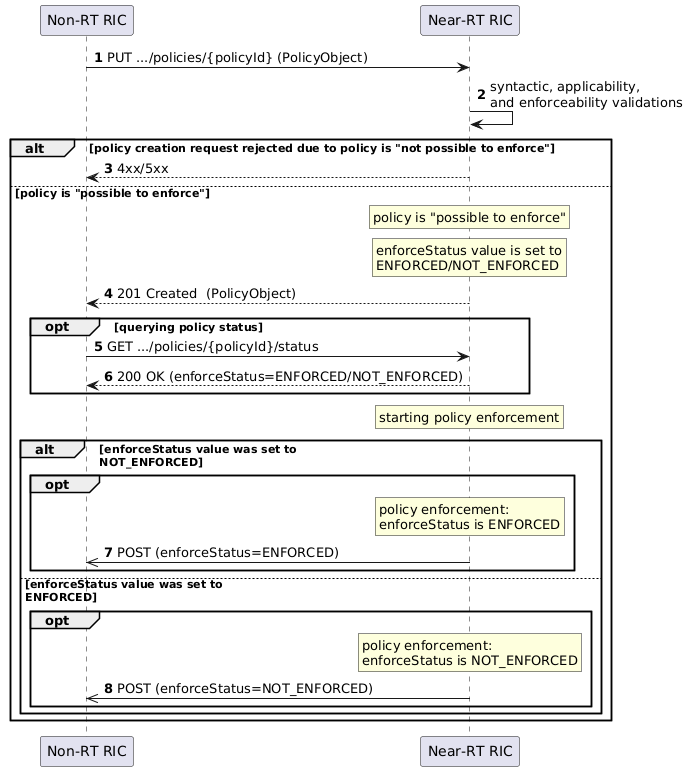 Non-RT RIC
Near-RT RIC
1 PUT .../policies/{policyId} (PolicyObject)
2 syntactic, applicability,
and enforceability validations
alt
[policy creation request rejected due to policy is "not possible to enforce"]
3 4xx/5xx
[policy is "possible to enforce"]
policy is "possible to enforce"
enforceStatus value is set to
ENFORCED/NOT_ENFORCED
4 201 Created  (PolicyObject)
opt
[querying policy status]
5 GET .../policies/{policyId}/status
6 200 OK (enforceStatus=ENFORCED/NOT_ENFORCED)
starting policy enforcement
alt
[enforceStatus value was set to
NOT_ENFORCED]
opt
policy enforcement:
enforceStatus is ENFORCED
7 POST (enforceStatus=ENFORCED)
[enforceStatus value was set to
ENFORCED]
opt
policy enforcement:
enforceStatus is NOT_ENFORCED
8 POST (enforceStatus=NOT_ENFORCED)
Non-RT RIC
Near-RT RIC